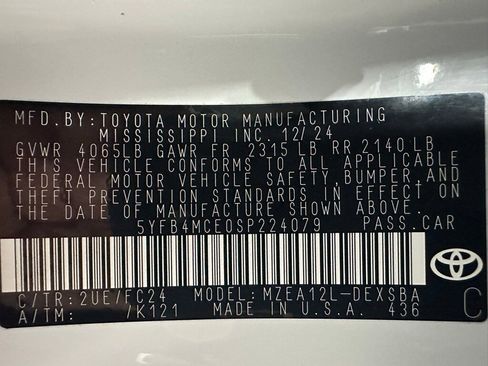 MFD. BY: TOYOTA MOTOR MANUFACTURING
MISSISSIPPI INC. 12/24
GVWR 4065LB GAWR FR 2315 LB RR 2140 LB
THIS VEHICLE CONFORMS TO ALL APPLICABLE
FEDERAL MOTOR VEHICLE SAFETY, BUMPER, AND
THEFT PREVENTION STANDARDS IN EFFECT ON
THE DATE OF MANUFACTURE SHOWN ABOVE.
5YFB4MCE0SP224079 PASS. CAR
C/TR: 2UE/FC24 MODEL: MZEA12L-DEXSBA
A/TM: /K121 MADE IN U.S.A. 436
C